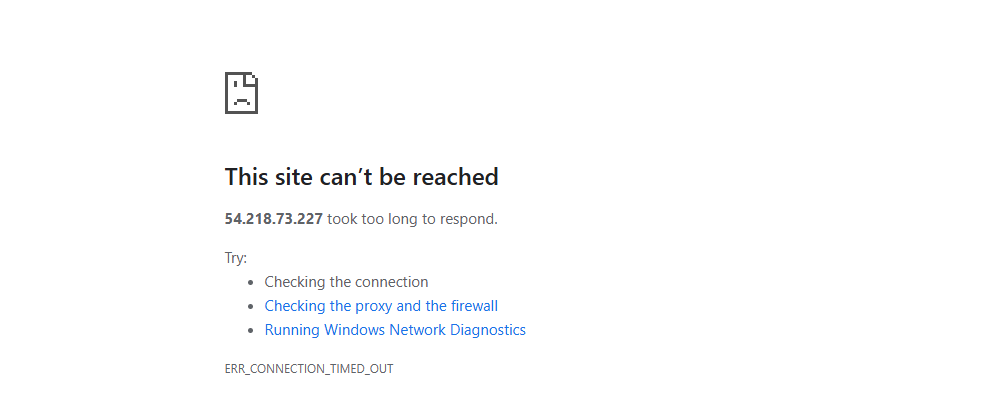 This site can’t be reached
54.218.73.227 took too long to respond.
Try:
• Checking the connection
• Checking the proxy and the firewall
• Running Windows Network Diagnostics
ERR_CONNECTION_TIMED_OUT